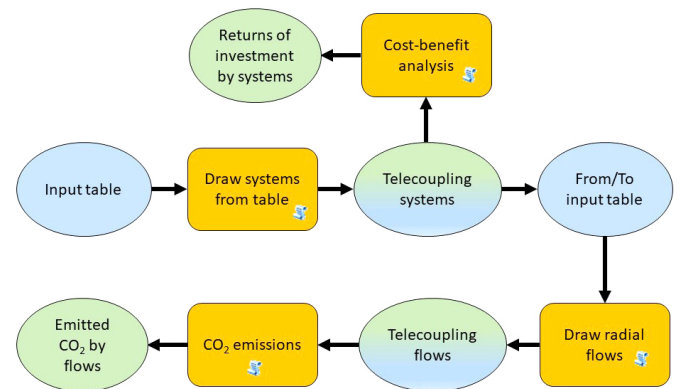 Returns of
investment
by systems
Cost-benefit
analysis
Input table
Draw systems
from table
Telecoupling
systems
From/To
input table
Emitted
CO₂ by
flows
CO₂ emissions
Telecoupling
flows
Draw radial
flows